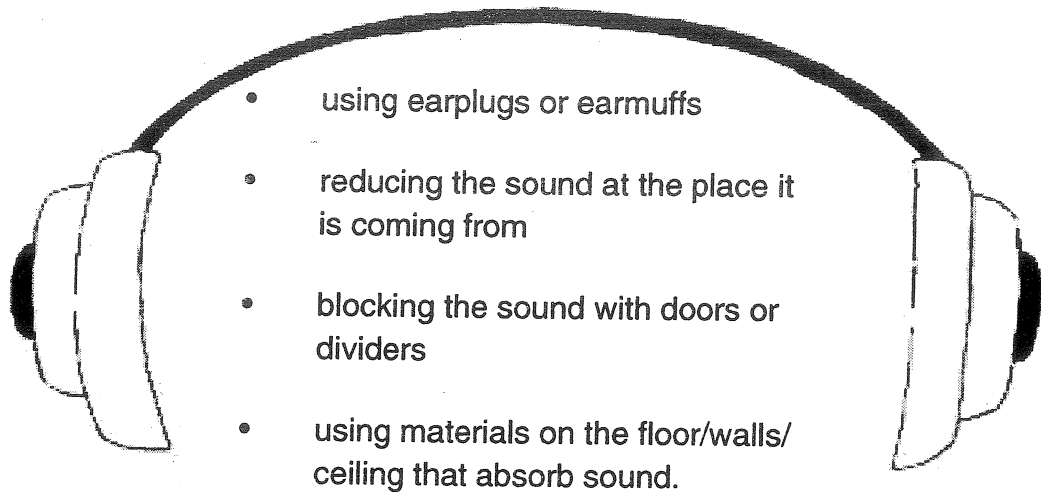 • using earplugs or earmuffs
• reducing the sound at the place it
is coming from
• blocking the sound with doors or
dividers
• using materials on the floor/walls/
ceiling that absorb sound.